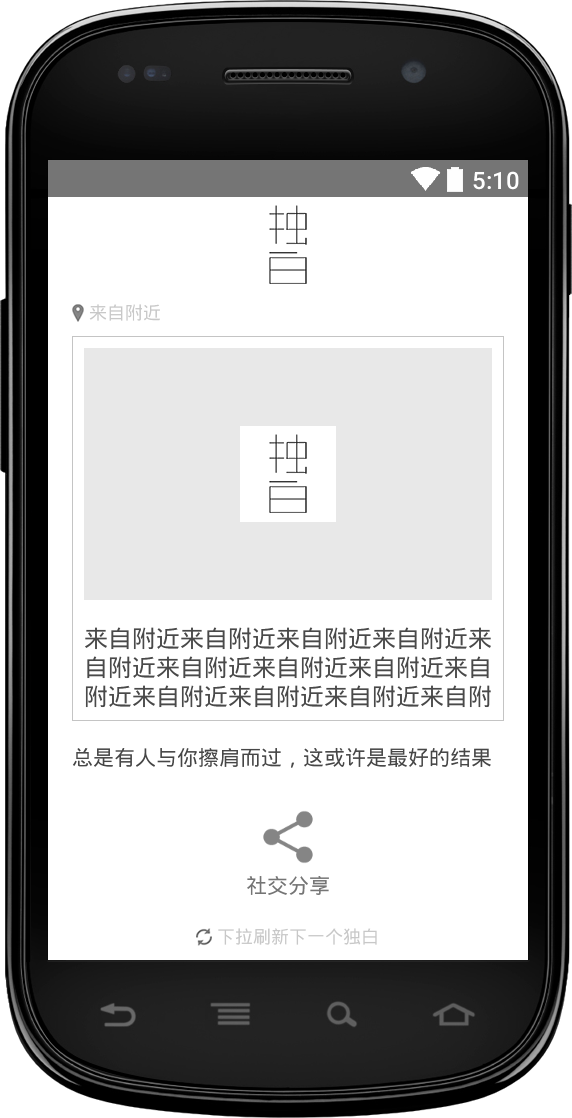 5:10
独
白
来自附近
独
白
来自附近来自附近来自附近来自附近来
自附近来自附近来自附近来自附近来自
附近来自附近来自附近来自附近来自附
总是有人与你擦肩而过，这或许是最好的结果
社交分享
下拉刷新下一个独白